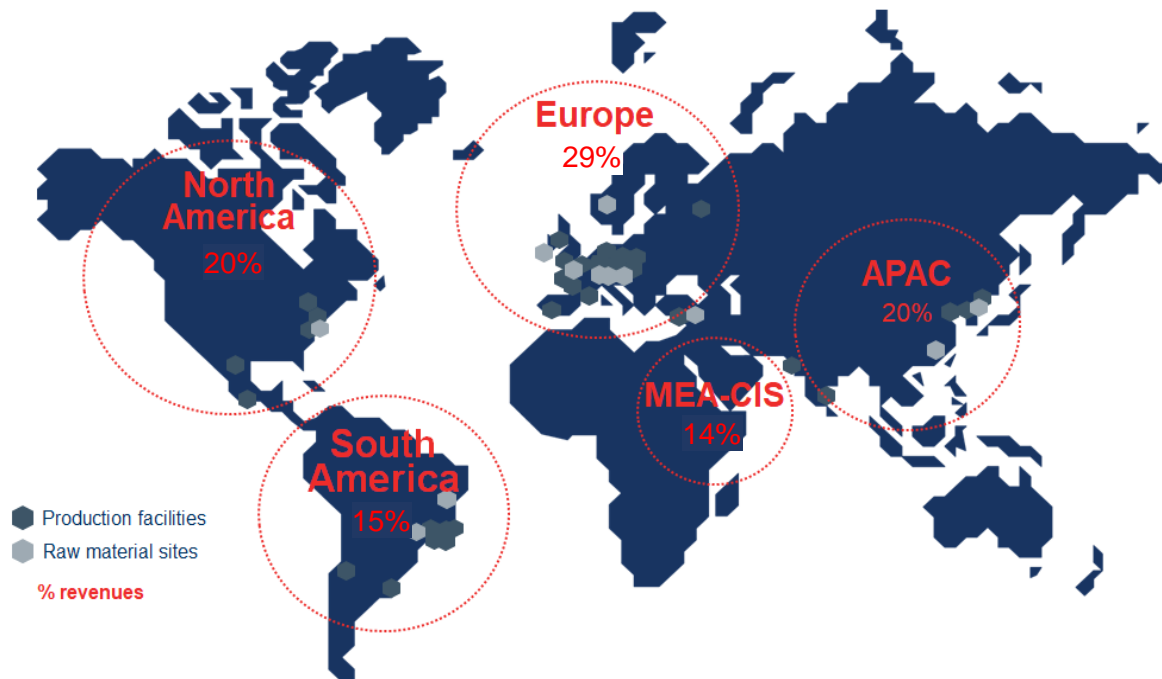 Europe
29%
North
America
20%
APAC
20%
MEA-CIS
14%
South
America
15%
Production facilities
Raw material sites
% revenues